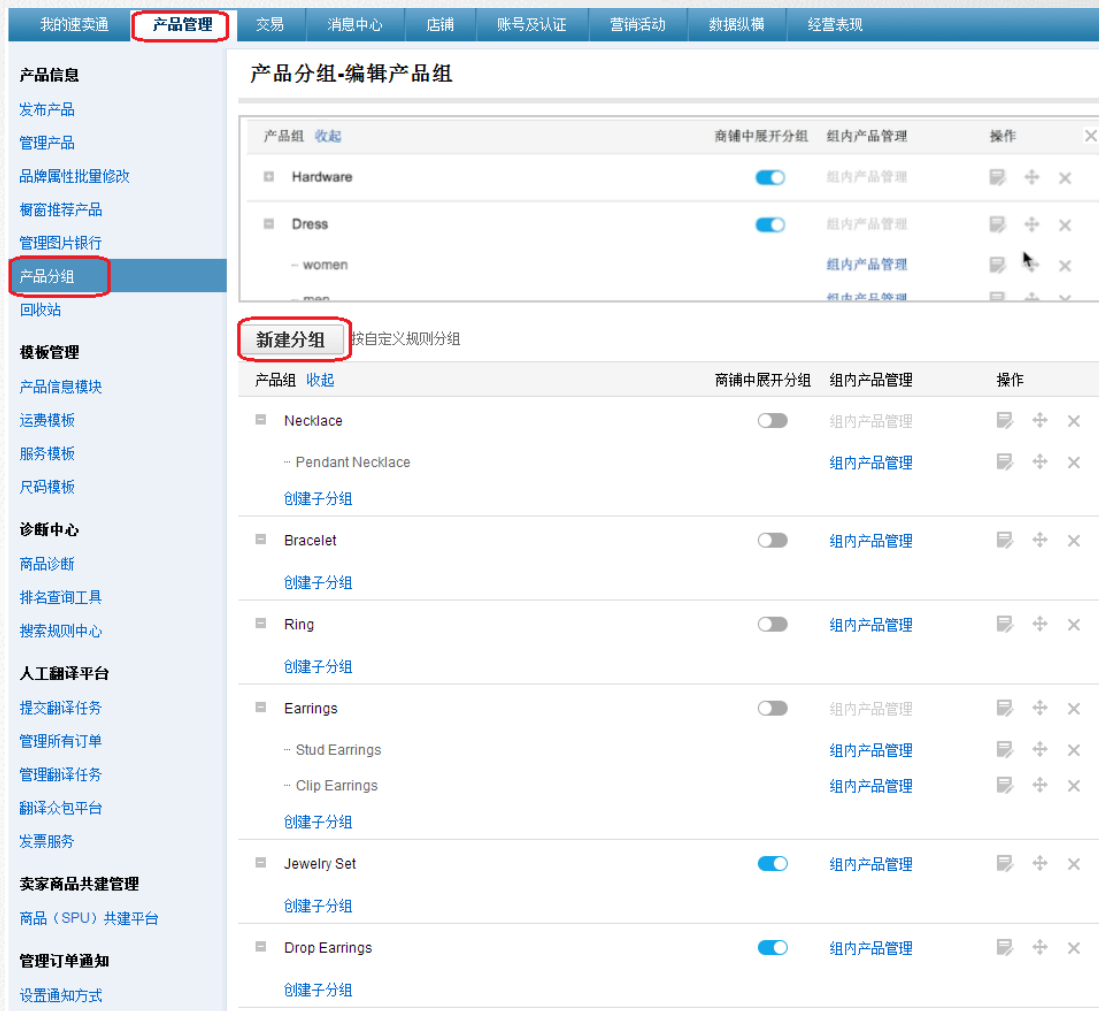 我的速卖通 产品管理 交易 消息中心 店铺 账号及认证 营销活动 数据纵横 经营表现
产品信息
发布产品
管理产品
品牌属性批量修改
橱窗推荐产品
管理图片银行
产品分组
回收站
模板管理
产品信息模块
运费模板
服务模板
尺码模板
诊断中心
商品诊断
排名查询工具
搜索规则中心
人工翻译平台
提交翻译任务
管理所有订单
管理翻译任务
翻译众包平台
发票服务
卖家商品共建管理
商品（SPU）共建平台
管理订单通知
设置通知方式
产品分组-编辑产品组
产品组 收起 商铺中展开分组 组内产品管理 操作
Hardware 组内产品管理
Dress 组内产品管理
women 组内产品管理
men 组内产品管理
新建分组 按自定义规则分组
产品组 收起 商铺中展开分组 组内产品管理 操作
Necklace 组内产品管理
Pendant Necklace 组内产品管理
创建子分组
Bracelet 组内产品管理
创建子分组
Ring 组内产品管理
创建子分组
Earrings 组内产品管理
Stud Earrings 组内产品管理
Clip Earrings 组内产品管理
创建子分组
Jewelry Set 组内产品管理
创建子分组
Drop Earrings 组内产品管理
创建子分组